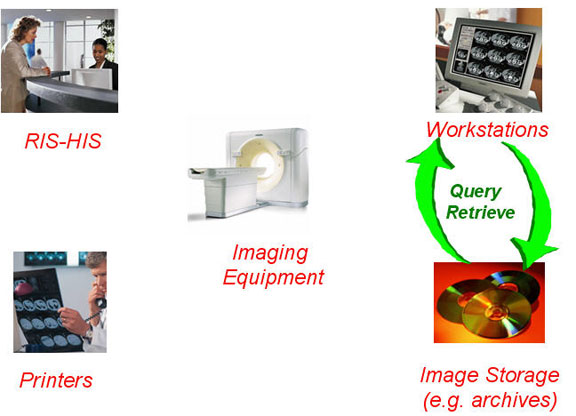 RIS-HIS
Workstations
Query
Retrieve
Imaging
Equipment
Printers
Image Storage
(e.g. archives)